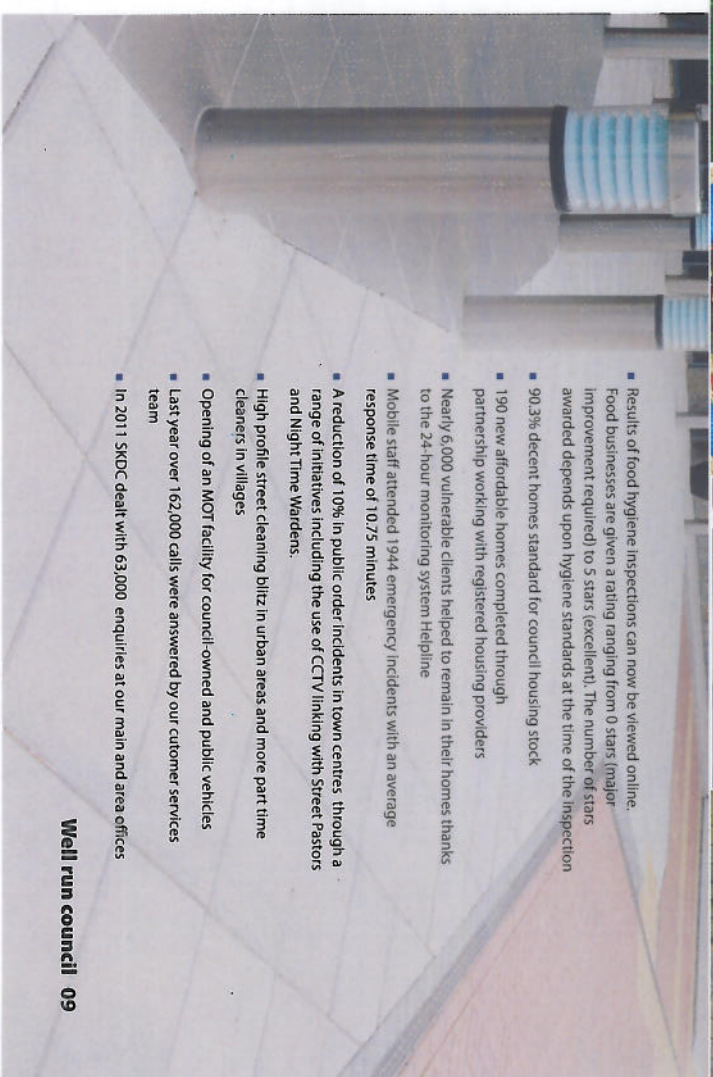 ▪ Results of food hygiene inspections can now be viewed online.
Food businesses are given a rating ranging from 0 stars (major
improvement required) to 5 stars (excellent). The number of stars
awarded depends upon hygiene standards at the time of the inspection
▪ 90.3% decent homes standard for council housing stock
▪ 190 new affordable homes completed through
partnership working with registered housing providers
▪ Nearly 6,000 vulnerable clients helped to remain in their homes thanks
to the 24-hour monitoring system Helpline
▪ Mobile staff attended 1944 emergency incidents with an average
response time of 10.75 minutes
▪ A reduction of 10% in public order incidents in town centres through a
range of initiatives including the use of CCTV linking with Street Pastors
and Night Time Wardens.
▪ High profile street cleaning blitz in urban areas and more part time
cleaners in villages
▪ Opening of an MOT facility for council-owned and public vehicles
▪ Last year over 162,000 calls were answered by our cutomer services
team
▪ In 2011 SKDC dealt with 63,000 enquiries at our main and area offices
Well run council 09